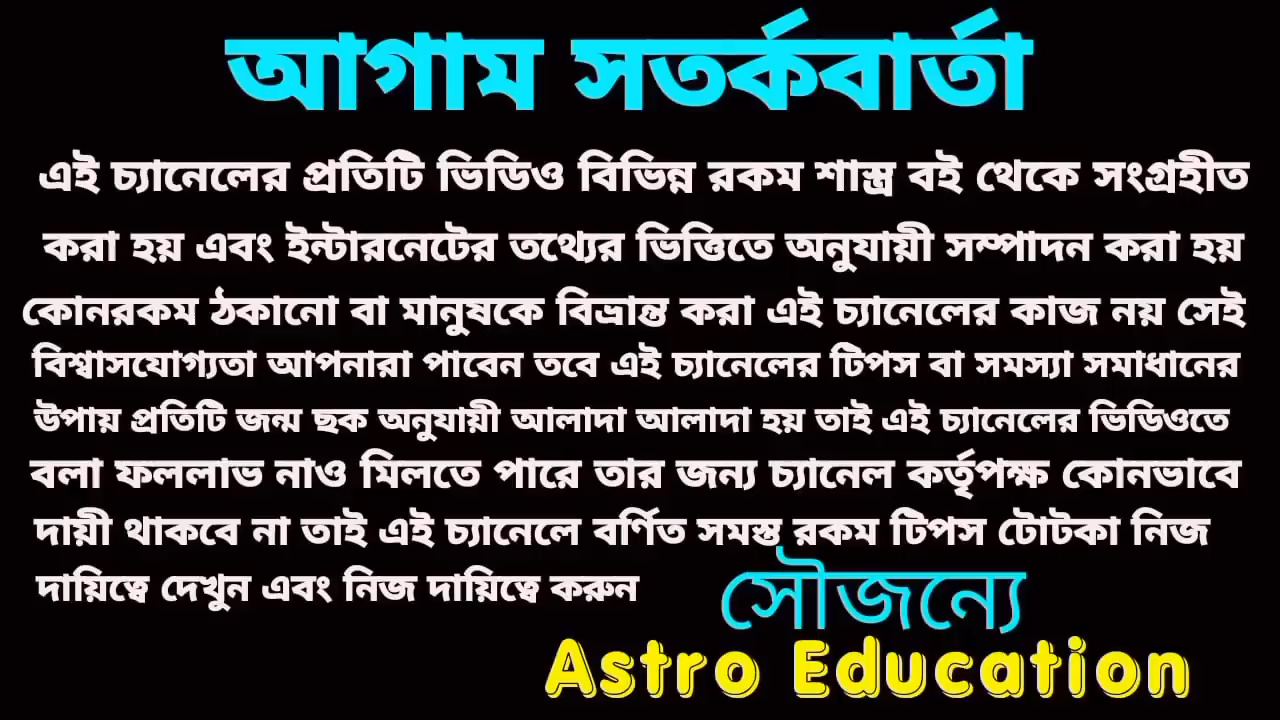 আগাম সতর্কবার্তা
এই চ্যানেলের প্রতিটি ভিডিও বিভিন্ন রকম শাস্ত্র বই থেকে সংগ্রহীত
করা হয় এবং ইন্টারনেটের তথ্যের ভিত্তিতে অনুযায়ী সম্পাদন করা হয়
কোনরকম ঠকানো বা মানুষকে বিভ্রান্ত করা এই চ্যানেলের কাজ নয় সেই
বিশ্বাসযোগ্যতা আপনারা পাবেন তবে এই চ্যানেলের টিপস বা সমস্যা সমাধানের
উপায় প্রতিটি জন্ম ছক অনুযায়ী আলাদা আলাদা হয় তাই এই চ্যানেলের ভিডিওতে
বলা ফললাভ নাও মিলতে পারে তার জন্য চ্যানেল কর্তৃপক্ষ কোনভাবে
দায়ী থাকবে না তাই এই চ্যানেলে বর্ণিত সমস্ত রকম টিপস টোটকা নিজ
দায়িত্বে দেখুন এবং নিজ দায়িত্বে করুন
সৌজন্যে
Astro Education